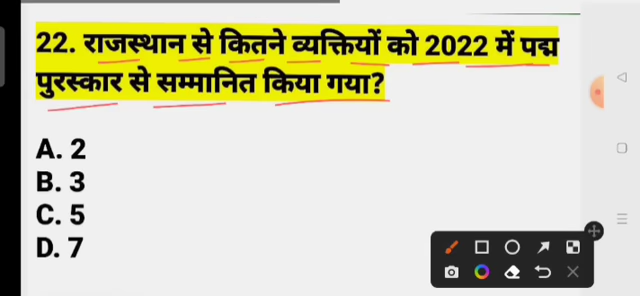 22. राजस्थान से कितने व्यक्तियों को 2022 में पद्म
पुरस्कार से सम्मानित किया गया?
A. 2
B. 3
C. 5
D. 7